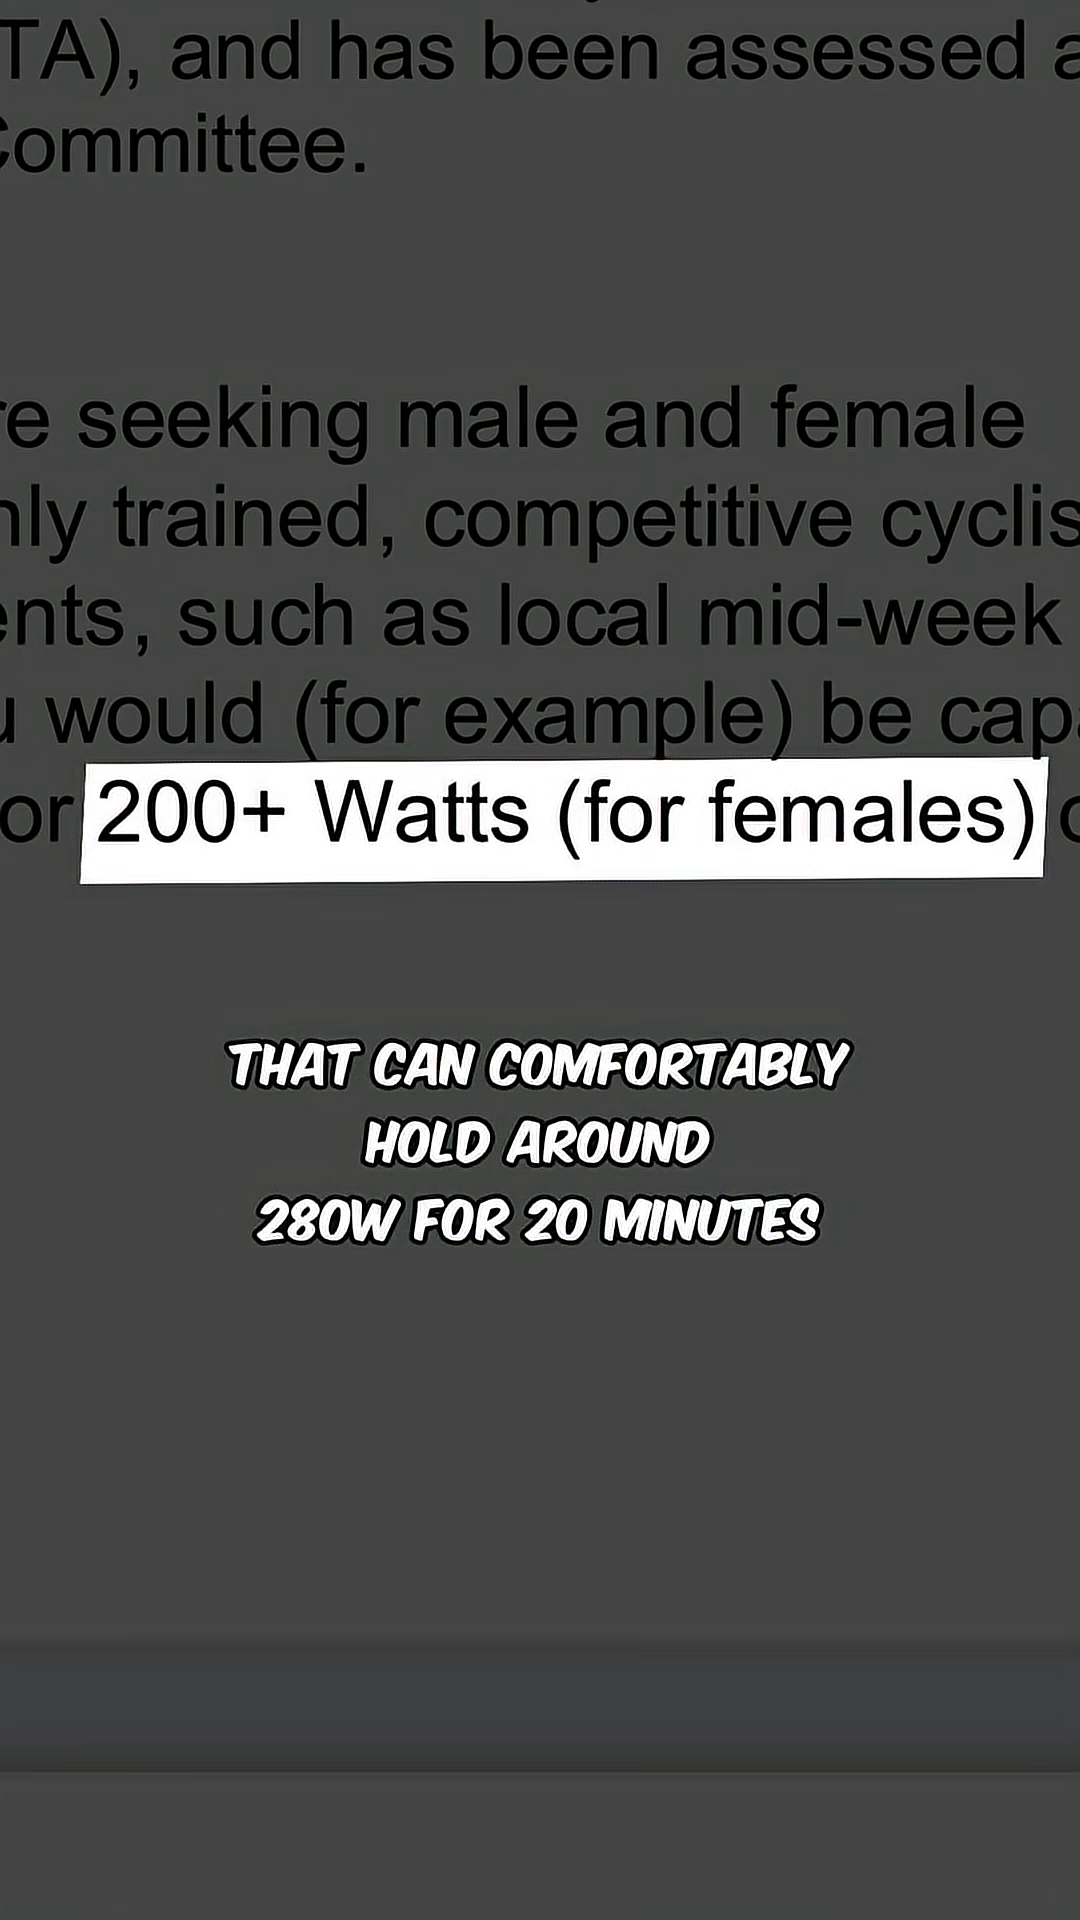 TA), and has been assessed a
Committee.
re seeking male and female
hly trained, competitive cyclis
ents, such as local mid-week
u would (for example) be cap
or 200+ Watts (for females)
THAT CAN COMFORTABLY
HOLD AROUND
280W FOR 20 MINUTES